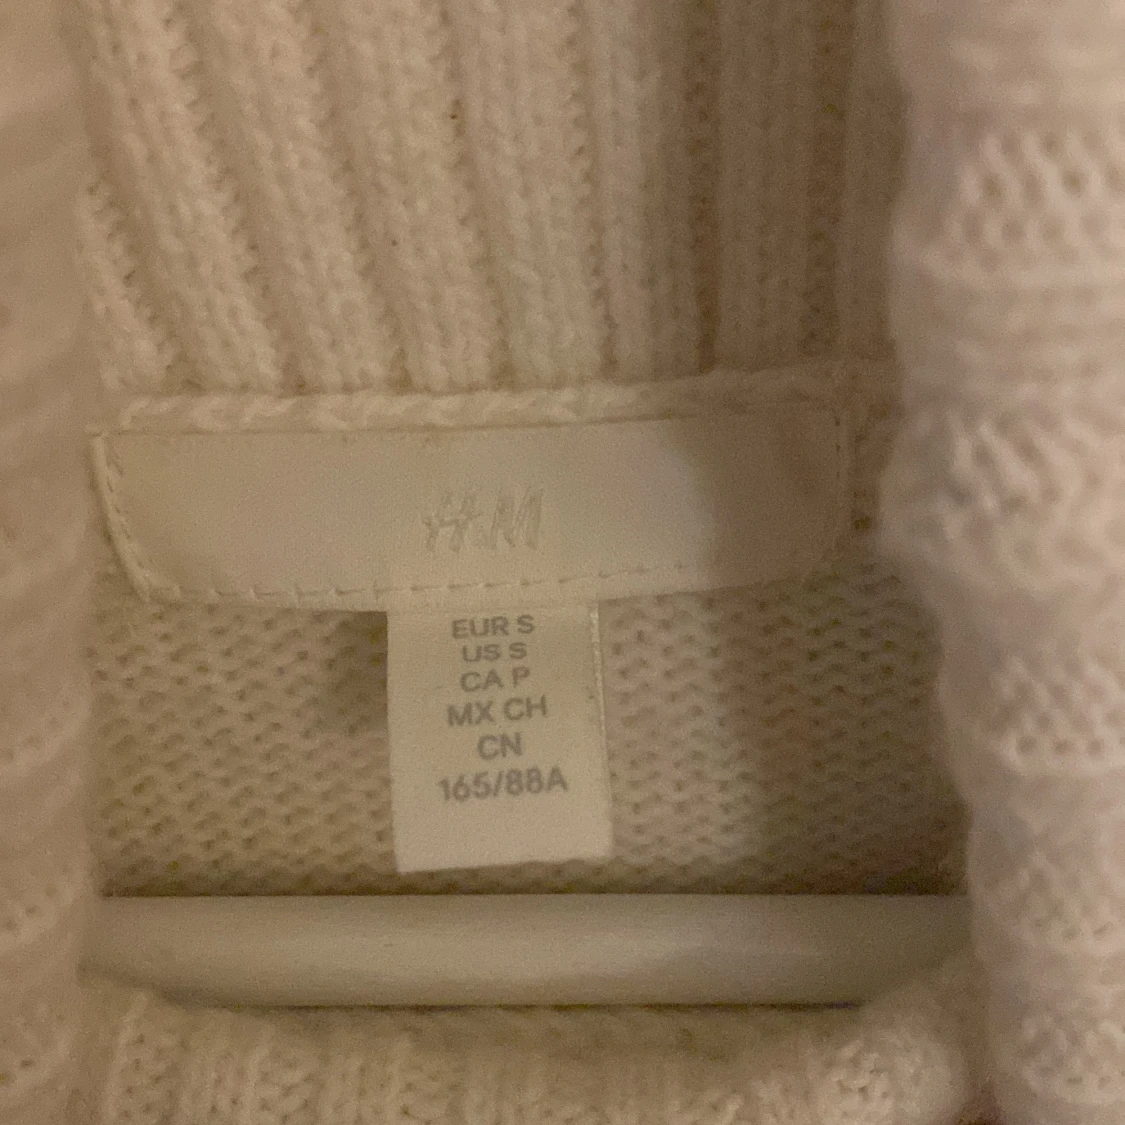 H&M
EUR S
US S
CA P
MX CH
CN
165/88A